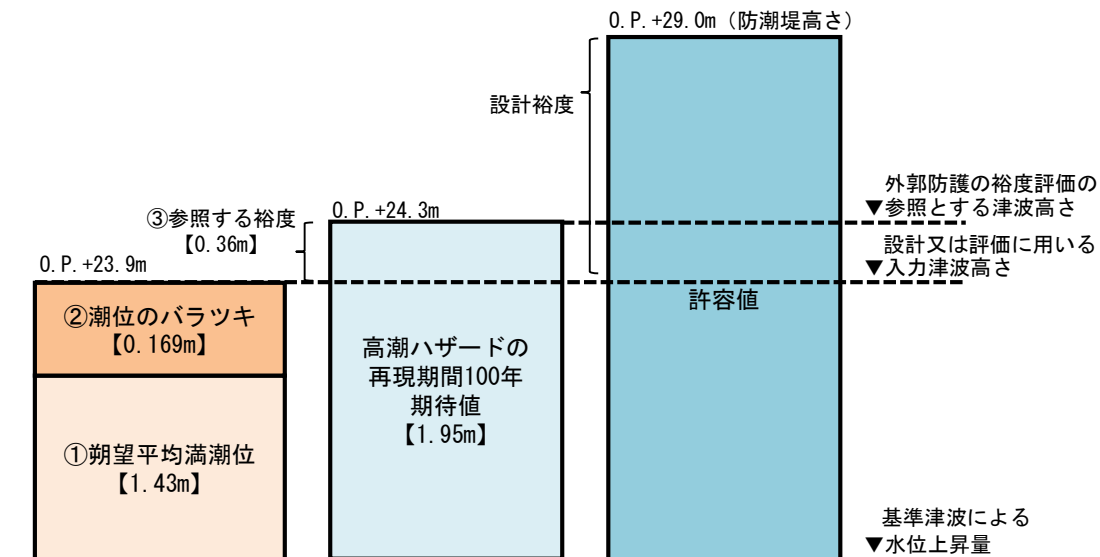 O.P.+29.0m（防潮堤高さ）
設計裕度
外郭防護の裕度評価の
▼参照とする津波高さ
③参照する裕度
【0.36m】
O.P.+24.3m
設計又は評価に用いる
▼入力津波高さ
O.P.+23.9m
許容値
②潮位のバラツキ
【0.169m】
高潮ハザードの
再現期間100年
期待値
【1.95m】
①朔望平均満潮位
【1.43m】
基準津波による
▼水位上昇量